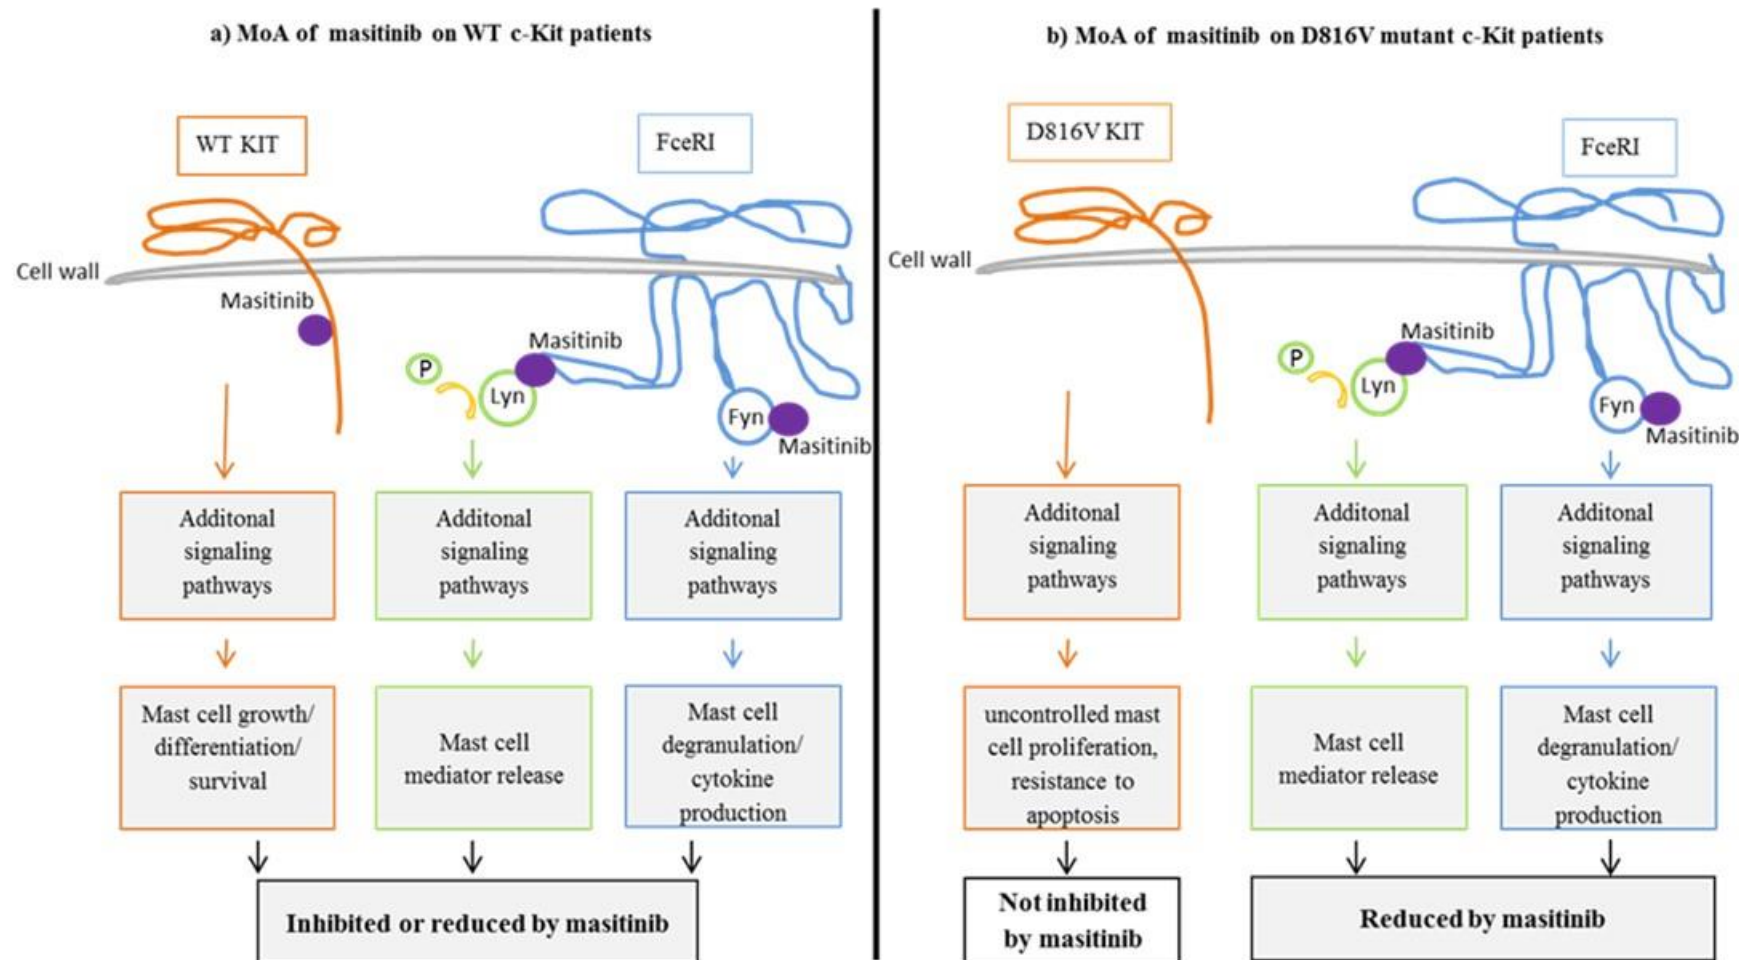 a) MoA of masitinib on WT c-Kit patients
WT KIT
FceRI
Cell wall
Masitinib
Masitinib
P
Lyn
Fyn
Masitinib
Additonal
signaling
pathways
Additonal
signaling
pathways
Additonal
signaling
pathways
Mast cell growth/
differentiation/
survival
Mast cell
mediator release
Mast cell
degranulation/
cytokine
production
Inhibited or reduced by masitinib
b) MoA of masitinib on D816V mutant c-Kit patients
D816V KIT
FceRI
Cell wall
Masitinib
P
Lyn
Fyn
Masitinib
Additonal
signaling
pathways
Additonal
signaling
pathways
Additonal
signaling
pathways
uncontrolled mast
cell proliferation,
resistance to
apoptosis
Mast cell
mediator release
Mast cell
degranulation/
cytokine
production
Not inhibited
by masitinib
Reduced by masitinib